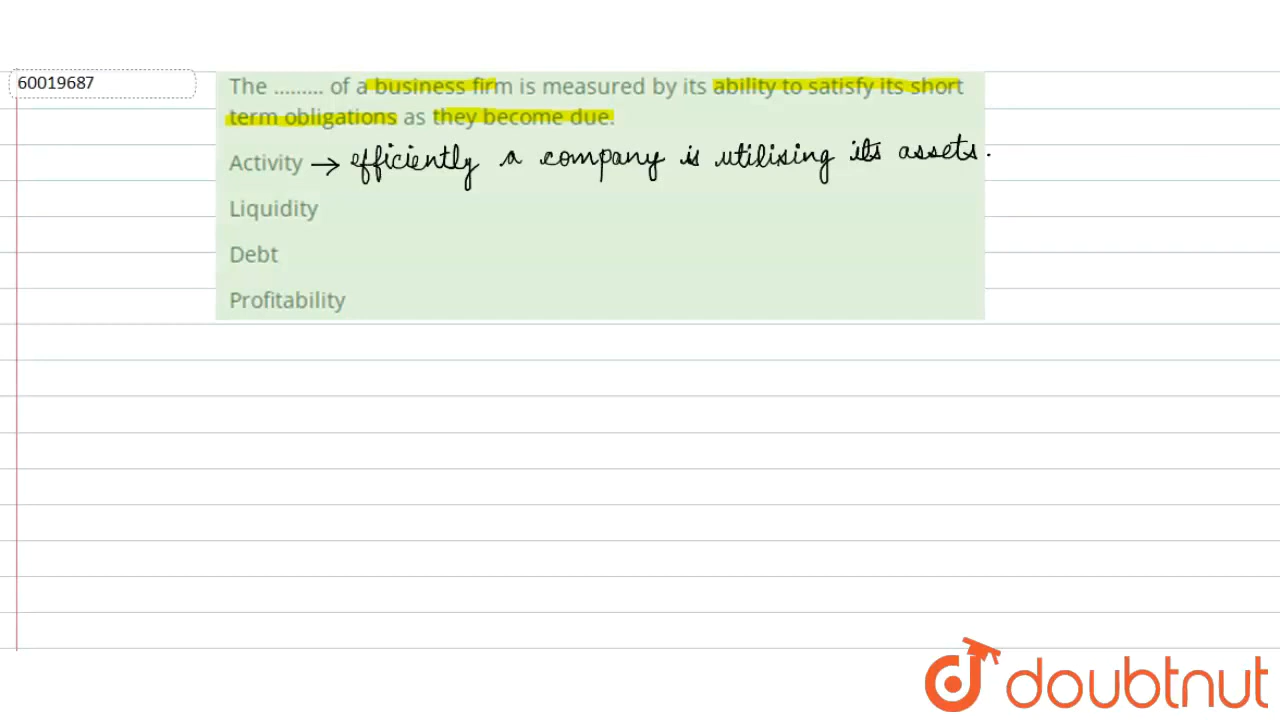 60019687
The ......... of a business firm is measured by its ability to satisfy its short
term obligations as they become due.
Activity → efficiently a company is utilising its assets.
Liquidity
Debt
Profitability
doubtnut